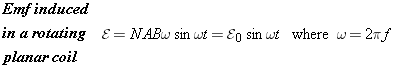 Emf induced
in a rotating ℰ = NABω sin ωt = ℰ₀ sin ωt where ω = 2πf
planar coil